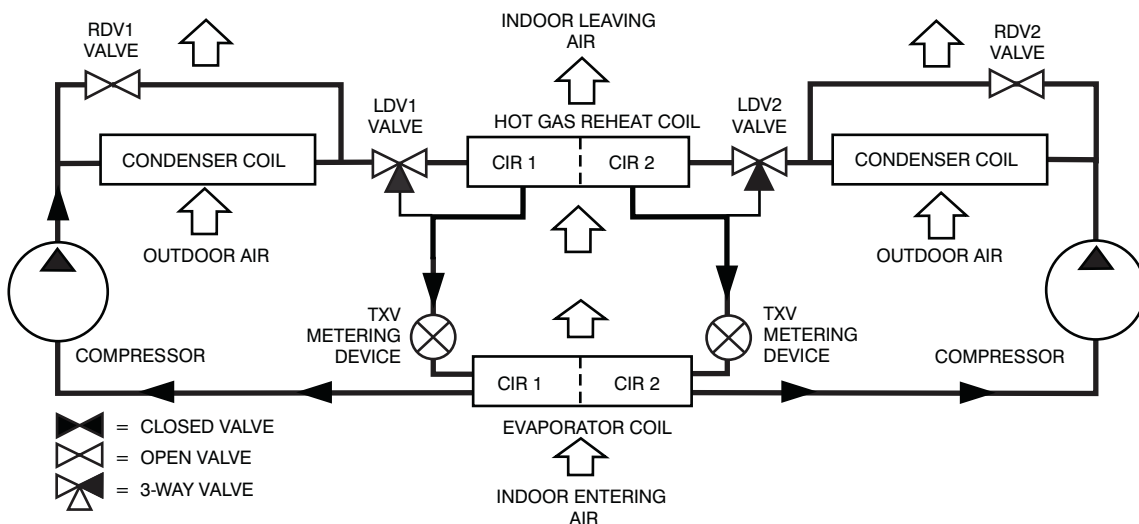 RDV1
VALVE
INDOOR LEAVING
AIR
RDV2
VALVE
LDV1
VALVE
HOT GAS REHEAT COIL
LDV2
VALVE
CONDENSER COIL
CIR 1
CIR 2
CONDENSER COIL
OUTDOOR AIR
OUTDOOR AIR
TXV
METERING
DEVICE
TXV
METERING
DEVICE
COMPRESSOR
COMPRESSOR
CIR 1
CIR 2
EVAPORATOR COIL
= CLOSED VALVE
= OPEN VALVE
= 3-WAY VALVE
INDOOR ENTERING
AIR